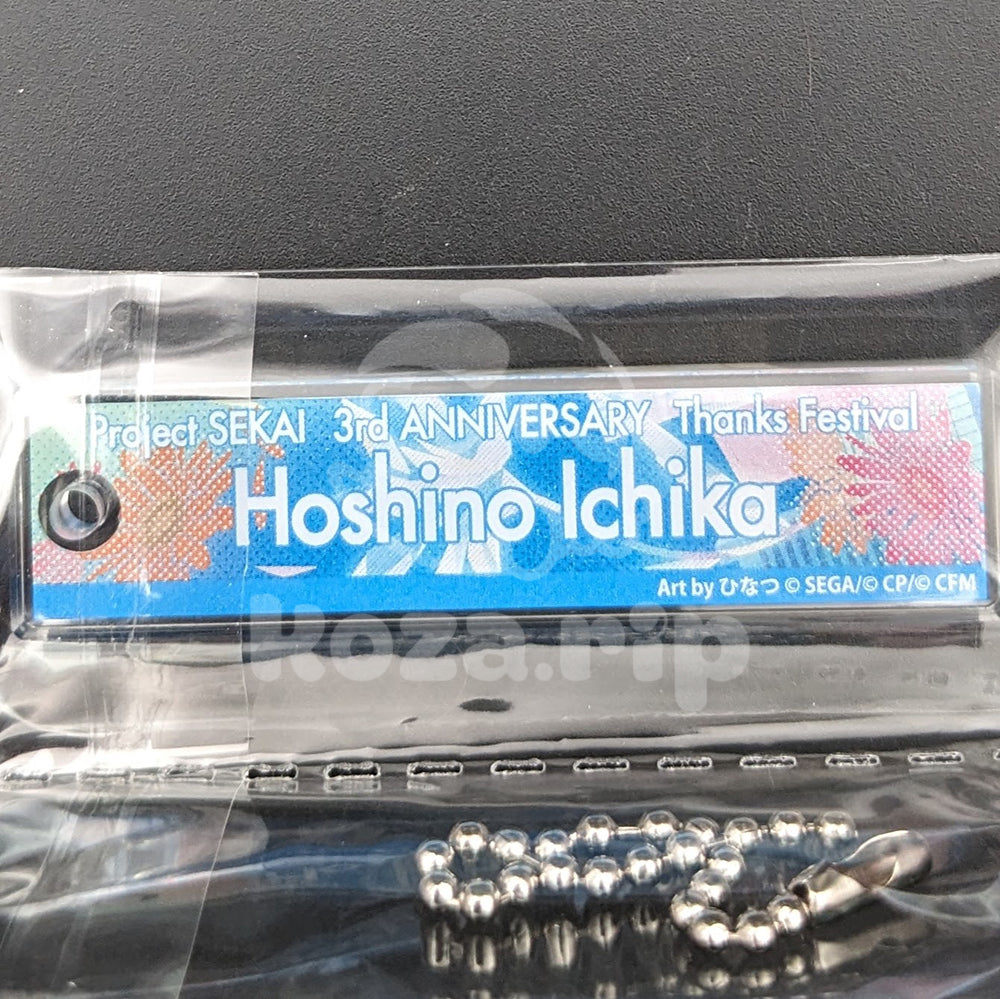 Project SEKAI 3rd ANNIVERSARY Thanks Festival
Hoshino Ichika
Art by ひなつ © SEGA/© CP/© CFM
koza.rip